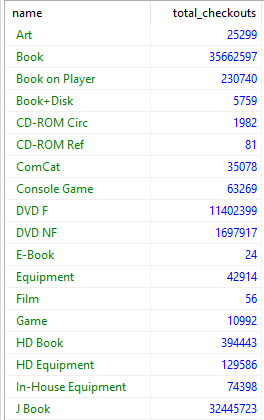 name total_checkouts
Art 25299
Book 35662597
Book on Player 230740
Book+Disk 5759
CD-ROM Circ 1982
CD-ROM Ref 81
ComCat 35078
Console Game 63269
DVD F 11402399
DVD NF 1697917
E-Book 24
Equipment 42914
Film 56
Game 10992
HD Book 394443
HD Equipment 129586
In-House Equipment 74398
J Book 32445723